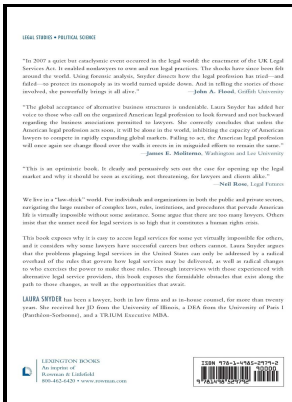 LEGAL STUDIES • POLITICAL SCIENCE
"In 2007 a quiet but cataclysmic event occurred in the legal world: the enactment of the UK Legal
Services Act. It enabled nonlawyers to own and run legal practices. The shocks have since been felt
around the world. Using forensic analysis, Snyder dissects how the legal profession has tried—and
failed—to protect its monopoly as its world turned upside down. And in telling the stories of those
involved, she powerfully brings it all alive."
—John A. Flood, Griffith University
"The global acceptance of alternative business structures is undeniable. Laura Snyder has added her
voice to those who call on the organized American legal profession to look forward and not backward
regarding the business associations permitted to lawyers. She correctly concludes that unless the
American legal profession acts soon, it will be alone in the world, inhibiting the capacity of American
lawyers to compete in rapidly expanding global markets. Failing to act, the American legal profession
will once again see change flood over the walls it erects in its misguided efforts to remain the same."
—James E. Moliterno, Washington and Lee University
"This is an optimistic book. It clearly and persuasively sets out the case for opening up the legal
market and why it should be seen as exciting, not threatening, for lawyers and clients alike."
—Neil Rose, Legal Futures
We live in a "law-thick" world. For individuals and organizations in both the public and private sectors,
navigating the large number of complex laws, rules, institutions, and procedures that pervade American
life is virtually impossible without some assistance. Some argue that there are too many lawyers. Others
insist that the unmet need for legal services is so high that it constitutes a human rights crisis.
This book exposes why it is easy to access legal services for some yet virtually impossible for others,
and it considers why some lawyers have successful careers but others cannot. Laura Snyder argues
that the problems plaguing legal services in the United States can only be addressed by a radical
overhaul of the rules that govern how legal services may be delivered, as well as radical changes
to who exercises the power to make those rules. Through interviews with those experienced with
alternative legal service providers, this book exposes the formidable obstacles that exist along the
path to those changes, as well as the opportunities that await.
LAURA SNYDER has been a lawyer, both in law firms and as in-house counsel, for more than twenty
years. She received her JD from the University of Illinois, a DEA from the University of Paris I
(Panthéon-Sorbonne), and a TRIUM Executive MBA.
LEXINGTON BOOKS
An imprint of
Rowman & Littlefield
800-462-6420 • www.rowman.com
ISBN 978-1-4985-2979-2
90000
9 781498 529792